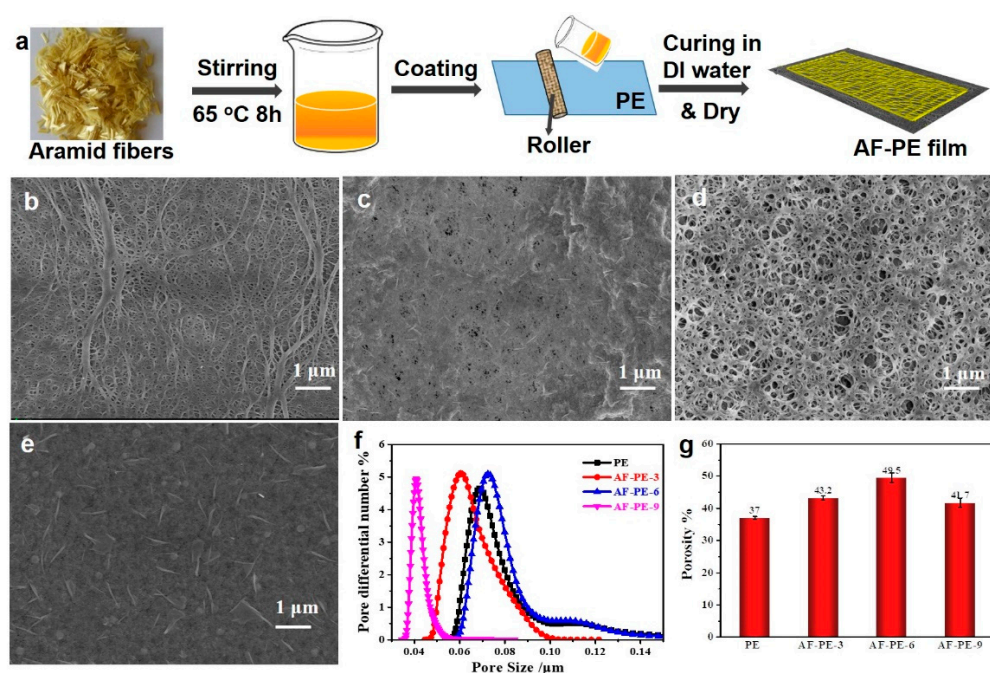 a
Aramid fibers
Stirring
65 °C 8h
Coating
PE
Roller
Curing in
DI water
& Dry
AF-PE film
b
1 µm
c
1 µm
d
1 µm
e
1 µm
f
Pore differential number %
6
5
4
3
2
1
0
PE
AF-PE-3
AF-PE-6
AF-PE-9
0.04 0.06 0.08 0.10 0.12 0.14
Pore Size /µm
g
Porosity %
60
50
40
30
20
10
0
37
43.2
49.5
41.7
PE AF-PE-3 AF-PE-6 AF-PE-9